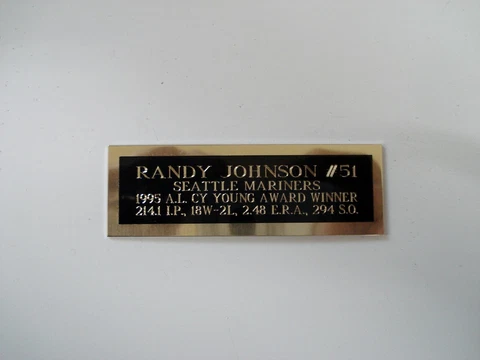 RANDY JOHNSON #51
SEATTLE MARINERS
1995 A.L. CY YOUNG AWARD WINNER
214.1 I.P., 18W-2L, 2.48 E.R.A., 294 S.O.